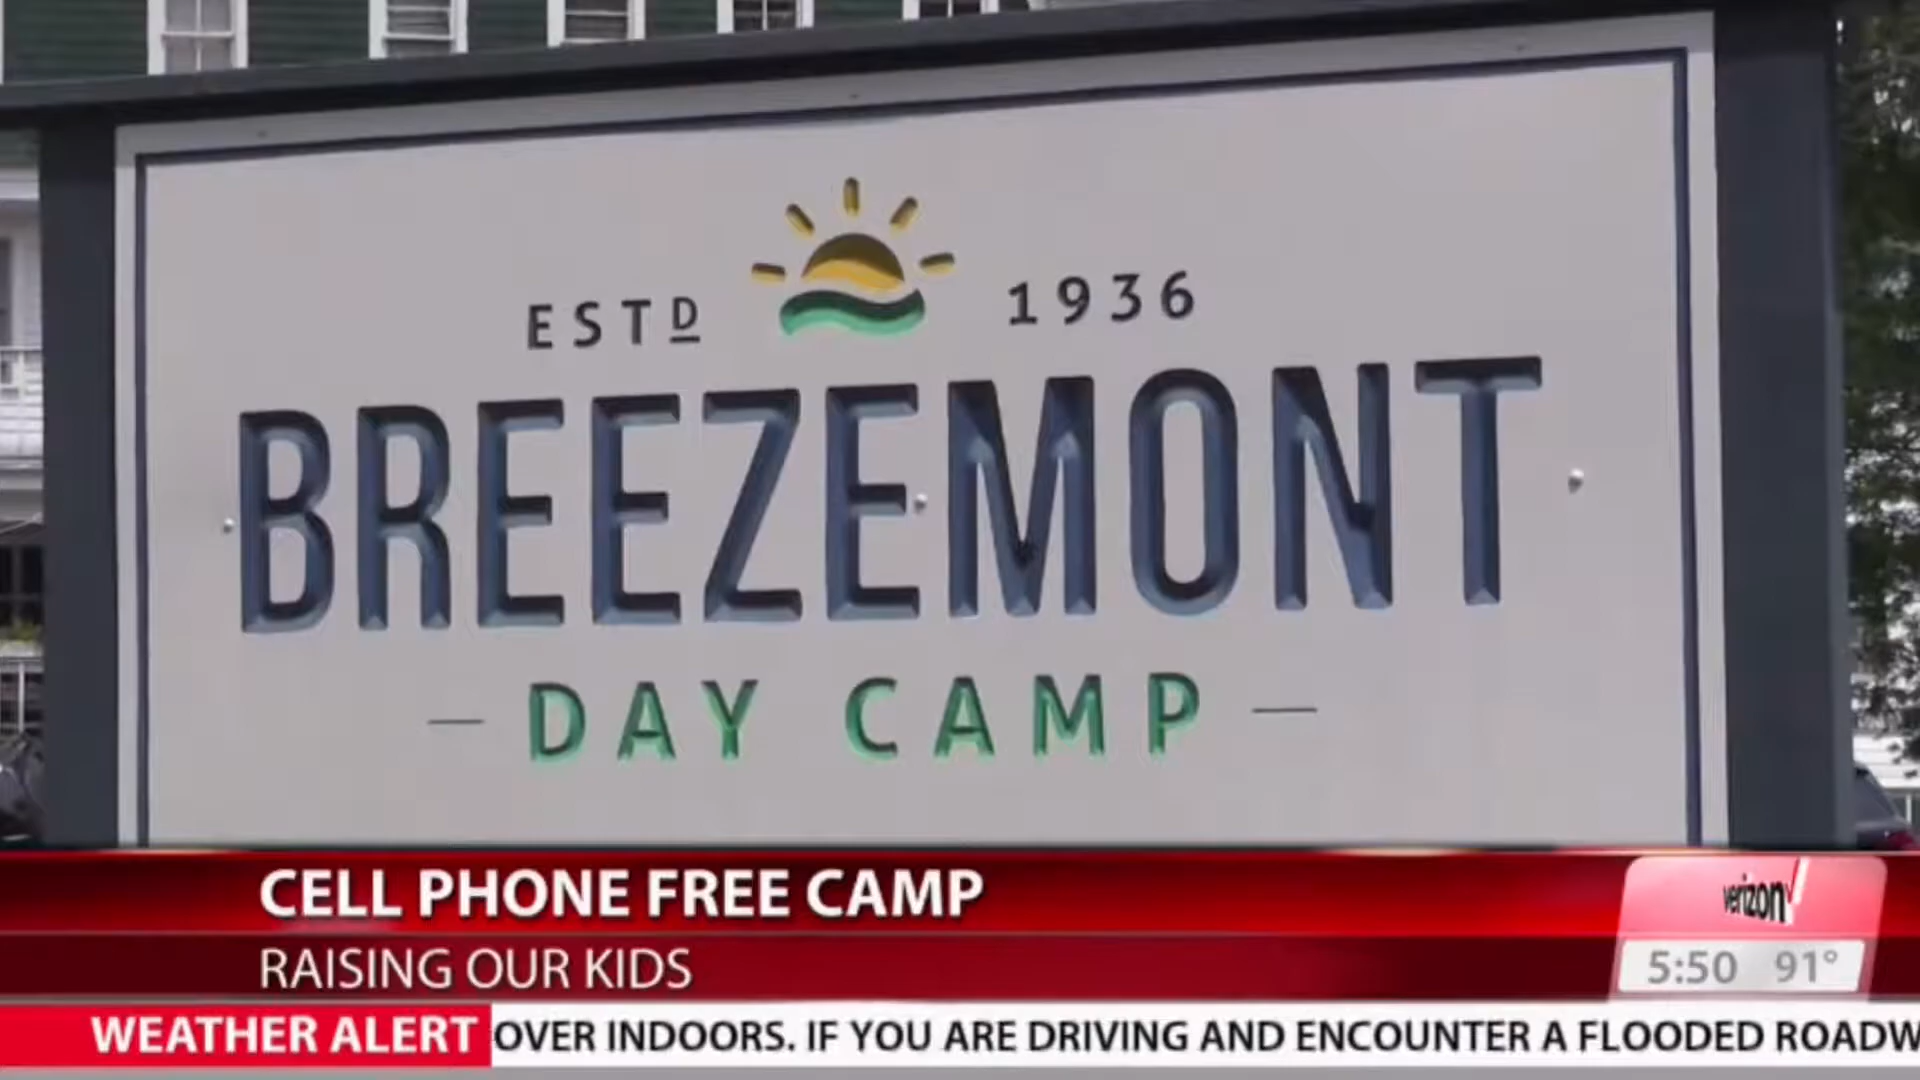 ESTD 1936
BREEZEMONT
DAY CAMP
CELL PHONE FREE CAMP
RAISING OUR KIDS
verizon
5:50 91°
WEATHER ALERT OVER INDOORS. IF YOU ARE DRIVING AND ENCOUNTER A FLOODED ROADW